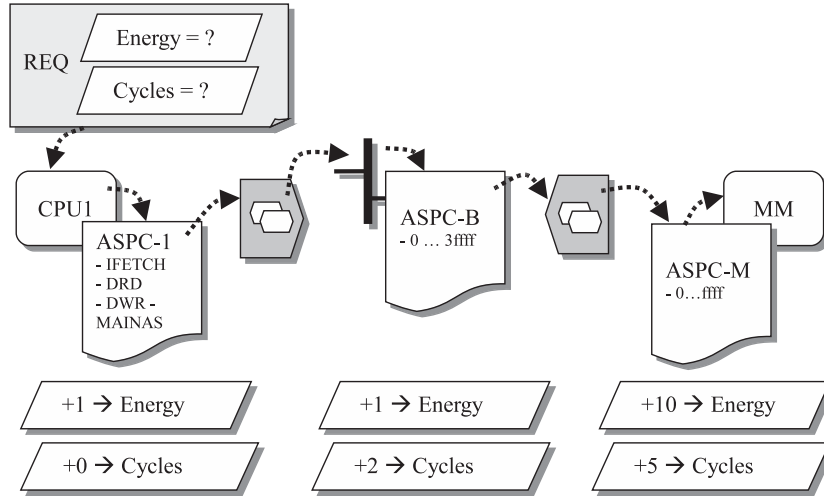 REQ
Energy = ?
Cycles = ?
CPU1
ASPC-1
- IFETCH
- DRD
- DWR -
MAINAS
ASPC-B
- 0 … 3ffff
MM
ASPC-M
- 0…ffff
+1 → Energy
+1 → Energy
+10 → Energy
+0 → Cycles
+2 → Cycles
+5 → Cycles